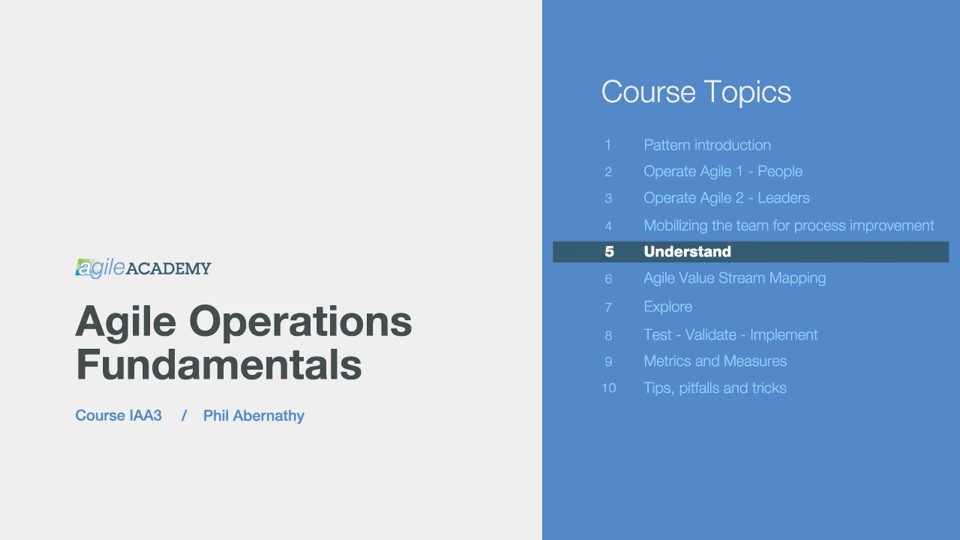 agileACADEMY
Agile Operations
Fundamentals
Course IAA3 / Phil Abernathy
Course Topics
1 Pattern introduction
2 Operate Agile 1 - People
3 Operate Agile 2 - Leaders
4 Mobilizing the team for process improvement
5 Understand
6 Agile Value Stream Mapping
7 Explore
8 Test - Validate - Implement
9 Metrics and Measures
10 Tips, pitfalls and tricks